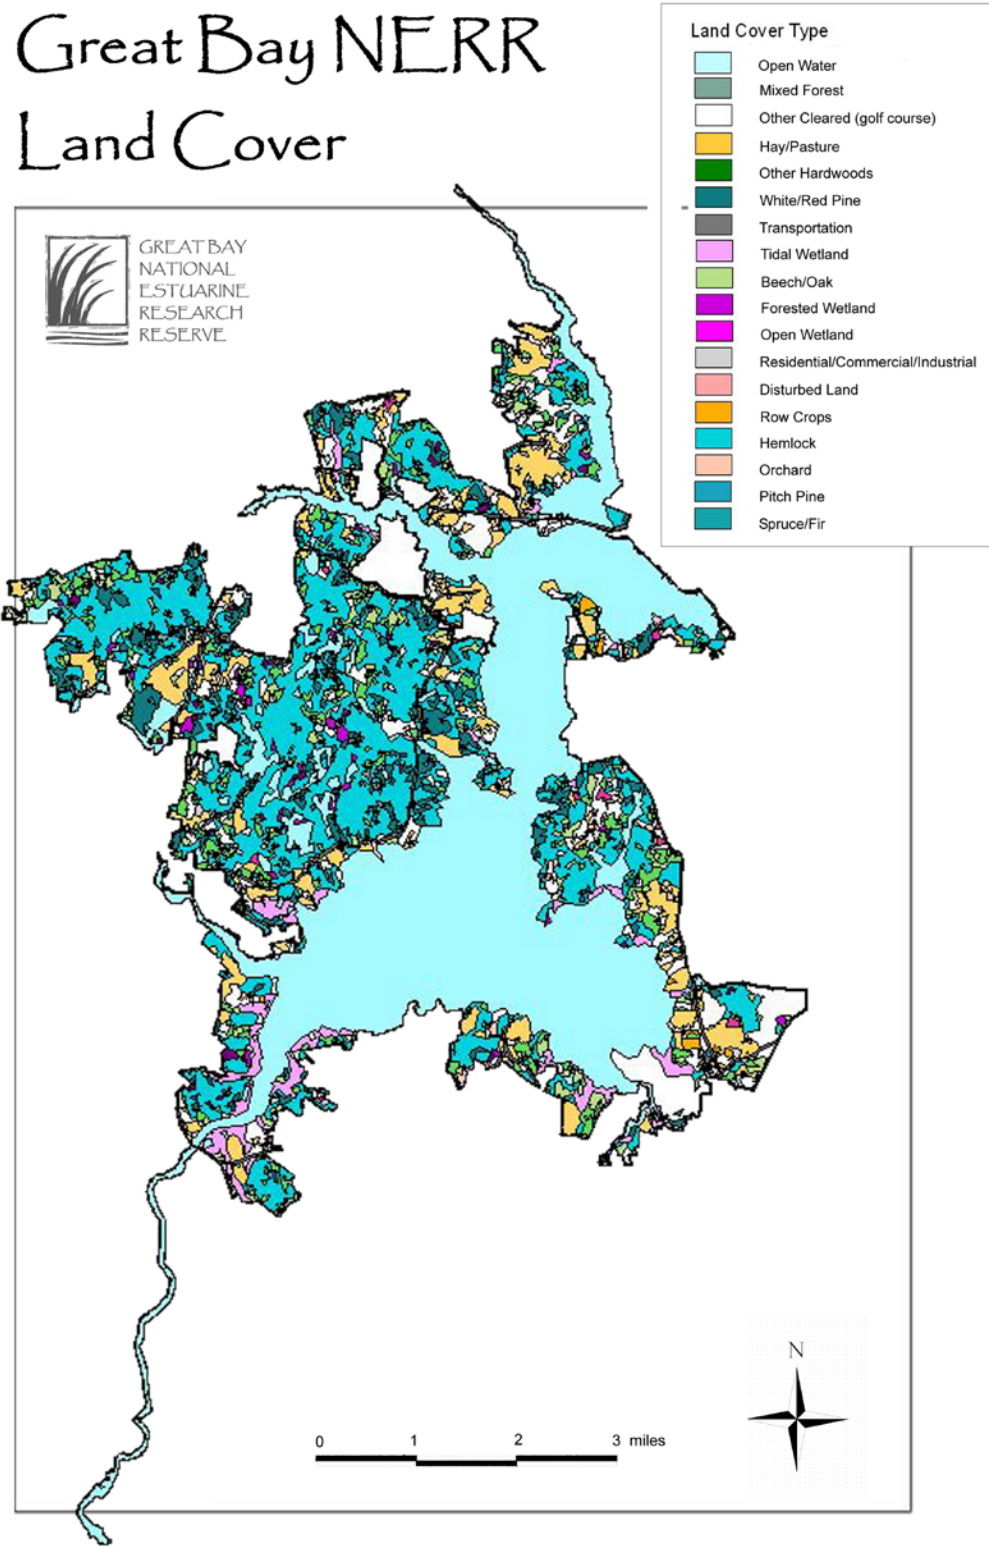 Great Bay NERR
Land Cover
Land Cover Type
Open Water
Mixed Forest
Other Cleared (golf course)
Hay/Pasture
Other Hardwoods
White/Red Pine
Transportation
Tidal Wetland
Beech/Oak
Forested Wetland
Open Wetland
Residential/Commercial/Industrial
Disturbed Land
Row Crops
Hemlock
Orchard
Pitch Pine
Spruce/Fir
GREAT BAY
NATIONAL
ESTUARINE
RESEARCH
RESERVE
N
0 1 2 3 miles